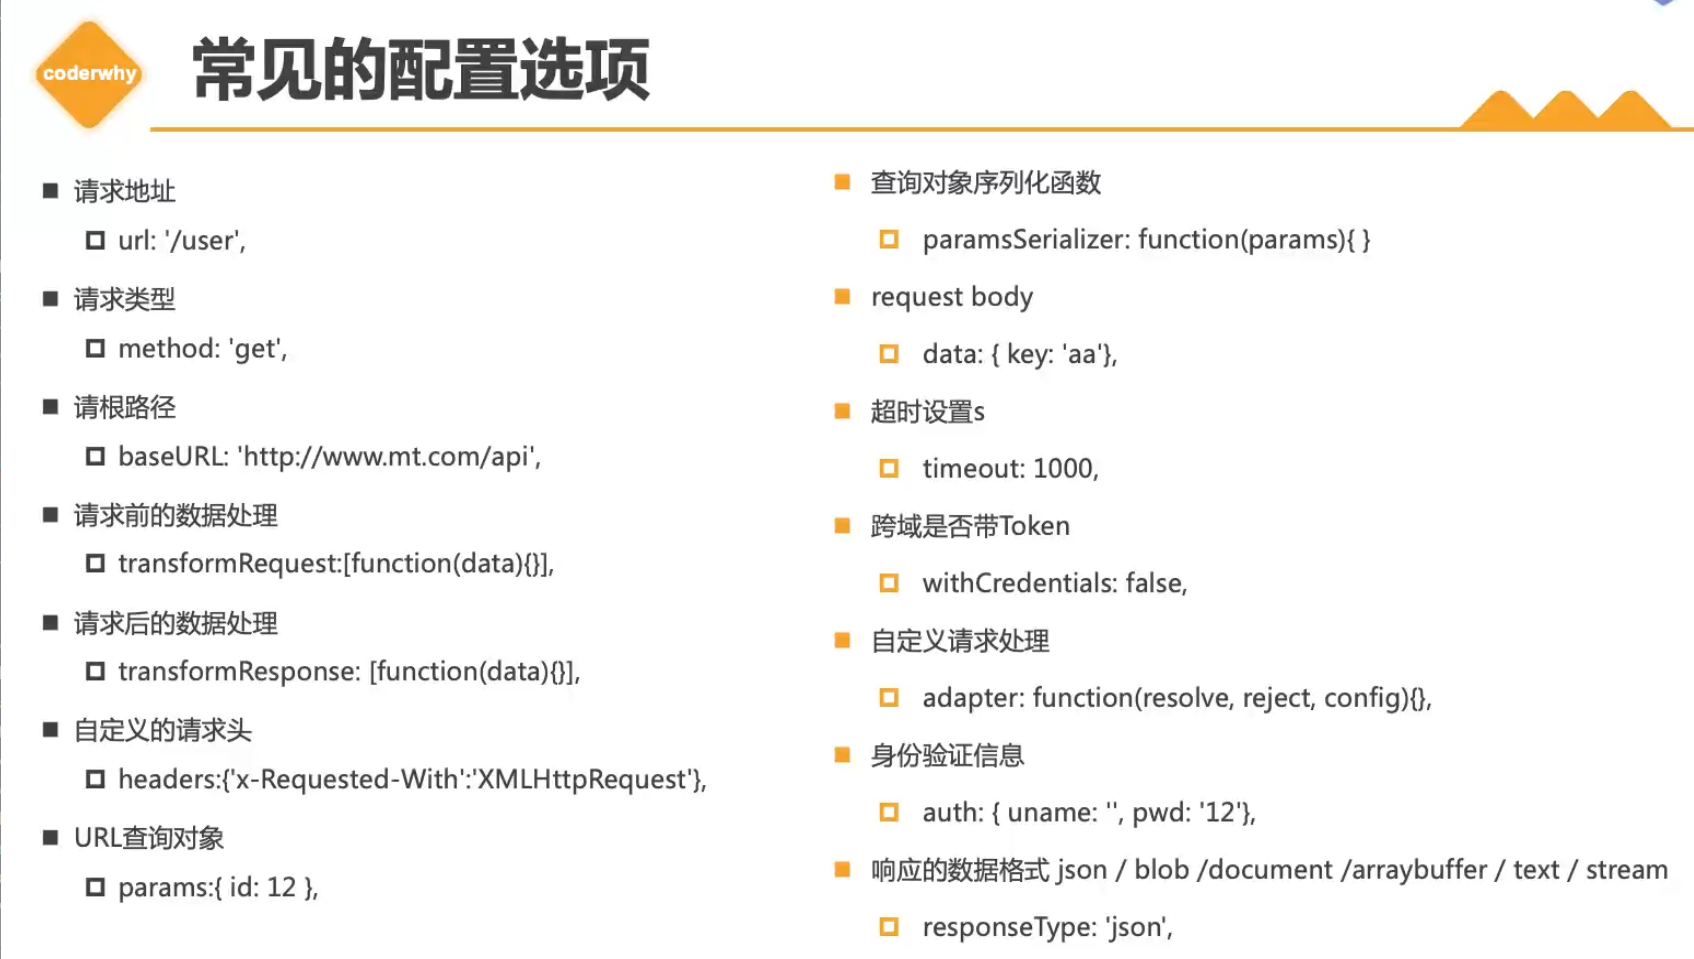 coderwhy
常见的配置选项
请求地址
url: '/user',
请求类型
method: 'get',
请根路径
baseURL: 'http://www.mt.com/api',
请求前的数据处理
transformRequest:[function(data){}],
请求后的数据处理
transformResponse: [function(data){}],
自定义的请求头
headers:{'x-Requested-With':'XMLHttpRequest'},
URL查询对象
params:{ id: 12 },
查询对象序列化函数
paramsSerializer: function(params){ }
request body
data: { key: 'aa'},
超时设置s
timeout: 1000,
跨域是否带Token
withCredentials: false,
自定义请求处理
adapter: function(resolve, reject, config){},
身份验证信息
auth: { uname: '', pwd: '12'},
响应的数据格式 json / blob /document /arraybuffer / text / stream
responseType: 'json',